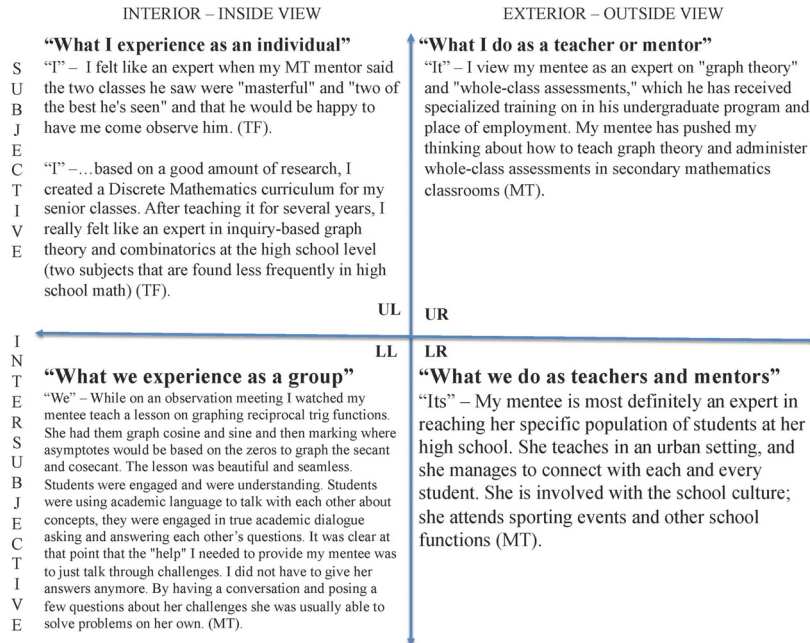 INTERIOR – INSIDE VIEW
EXTERIOR – OUTSIDE VIEW
SUBJECTIVE
"What I experience as an individual"
"I" – I felt like an expert when my MT mentor said
the two classes he saw were "masterful" and "two of
the best he's seen" and that he would be happy to
have me come observe him. (TF).
"I" –…based on a good amount of research, I
created a Discrete Mathematics curriculum for my
senior classes. After teaching it for several years, I
really felt like an expert in inquiry-based graph
theory and combinatorics at the high school level
(two subjects that are found less frequently in high
school math) (TF).
UL
"What I do as a teacher or mentor"
"It" – I view my mentee as an expert on "graph theory"
and "whole-class assessments," which he has received
specialized training on in his undergraduate program and
place of employment. My mentee has pushed my
thinking about how to teach graph theory and administer
whole-class assessments in secondary mathematics
classrooms (MT).
UR
INTERSUBJECTIVE
LL
"What we experience as a group"
"We" – While on an observation meeting I watched my
mentee teach a lesson on graphing reciprocal trig functions.
She had them graph cosine and sine and then marking where
asymptotes would be based on the zeros to graph the secant
and cosecant. The lesson was beautiful and seamless.
Students were engaged and were understanding. Students
were using academic language to talk with each other about
concepts, they were engaged in true academic dialogue
asking and answering each other's questions. It was clear at
that point that the "help" I needed to provide my mentee was
to just talk through challenges. I did not have to give her
answers anymore. By having a conversation and posing a
few questions about her challenges she was usually able to
solve problems on her own. (MT).
LR
"What we do as teachers and mentors"
"Its" – My mentee is most definitely an expert in
reaching her specific population of students at her
high school. She teaches in an urban setting, and
she manages to connect with each and every
student. She is involved with the school culture;
she attends sporting events and other school
functions (MT).